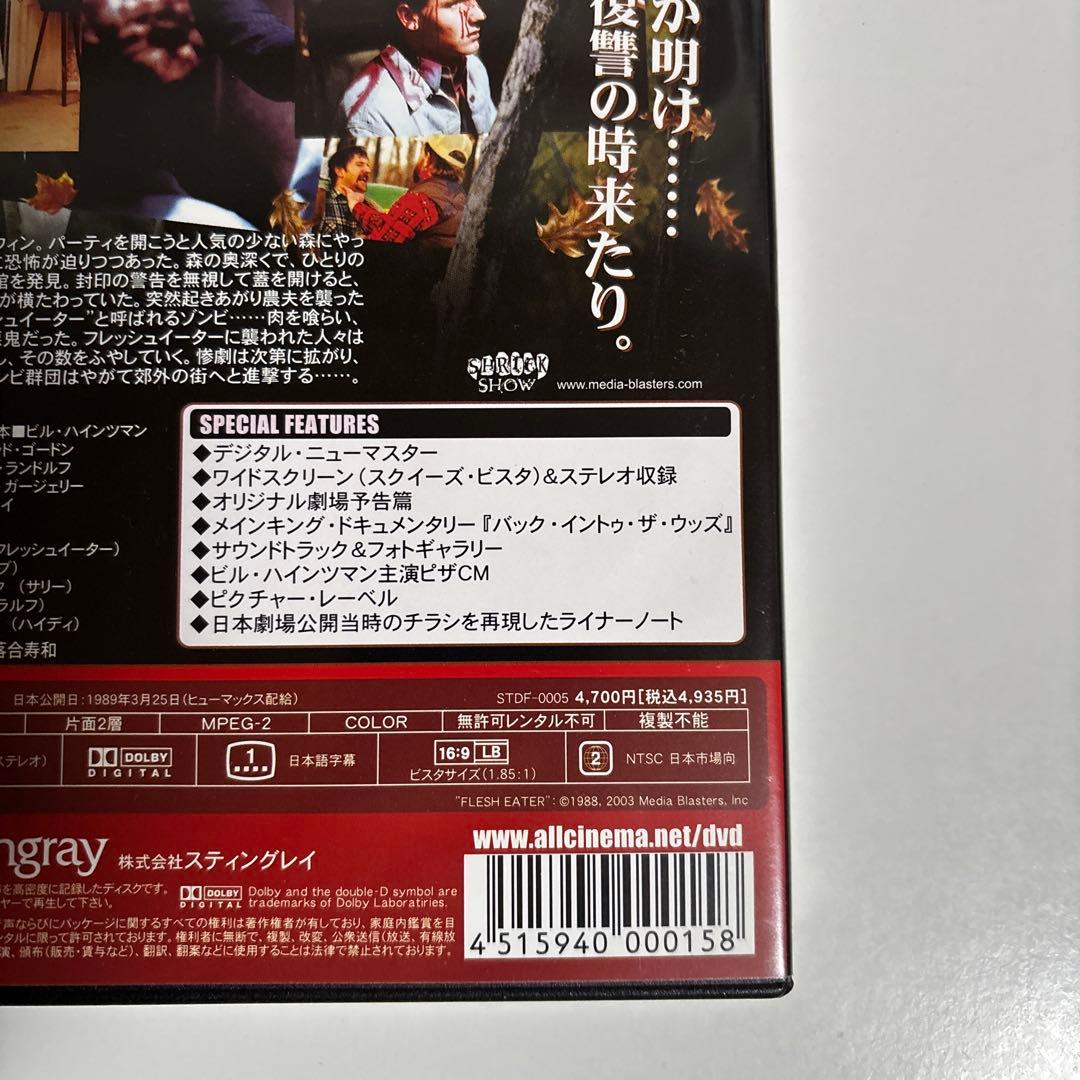 か明け……
復讐の時来たり。
ウィン。パーティを開こうと人気の少ない森にやっ
に恐怖が迫りつつあった。森の奥深くで、ひとりの
館を発見。封印の警告を無視して蓋を開けると、
が横たわっていた。突然起きあがり農夫を襲った
シュイーター”と呼ばれるゾンビ……肉を喰らい、
悪鬼だった。フレッシュイーターに襲われた人々は
し、その数をふやしていく。惨劇は次第に拡がり、
ンビ群団はやがて郊外の街へと進撃する……。
SHRIEK
SHOW
www.media-blasters.com
本■ビル・ハインツマン
ド・ゴードン
・ランドルフ
・ガージェリー
イ
フレッシュイーター)
プ)
ク (サリー)
ラルフ)
(ハイディ)
落合寿和
SPECIAL FEATURES
◆デジタル・ニューマスター
◆ワイドスクリーン(スクイーズ・ビスタ)&ステレオ収録
◆オリジナル劇場予告篇
◆メインキング・ドキュメンタリー『バック・イントゥ・ザ・ウッズ』
◆サウンドトラック&フォトギャラリー
◆ビル・ハインツマン主演ピザCM
◆ピクチャー・レーベル
◆日本劇場公開当時のチラシを再現したライナーノート
日本公開日:1989年3月25日(ヒューマックス配給)
STDF-0005 4,700円[税込4,935円]
片面2層 MPEG-2 COLOR 無許可レンタル不可 複製不能
ステレオ) DOLBY DIGITAL 1 日本語字幕 16:9 LB ビスタサイズ(1.85:1) 2 NTSC 日本市場向
"FLESH EATER": ©1988, 2003 Media Blasters, Inc
ngray 株式会社スティングレイ
www.allcinema.net/dvd
声を高密度に記録したディスクです。
ヤーで再生して下さい。
DOLBY DIGITAL
Dolby and the double-D symbol are
trademarks of Dolby Laboratiries.
音声ならびにパッケージに関するすべての権利は著作権者が有しており、家庭内鑑賞を目
ンタルに限って許可されております。権利者に無断で、複製、改変、公衆送信(放送、有線放
演、頒布(販売・貸与など)、翻訳、翻案などに使用することは法律で禁止されております。
4 515940 000158